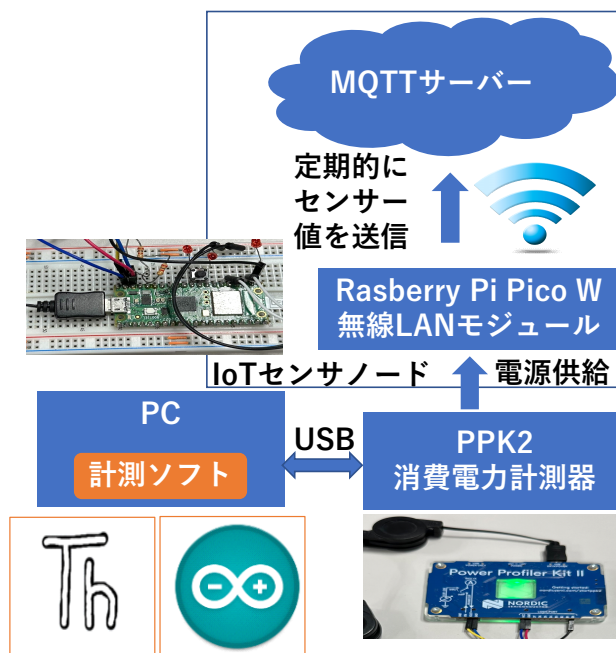 MQTTサーバー
定期的に
センサー
値を送信
Rasberry Pi Pico W
無線LANモジュール
IoTセンサノード
電源供給
PC
計測ソフト
USB
PPK2
消費電力計測器
Th
Power Profiler Kit II
NORDIC